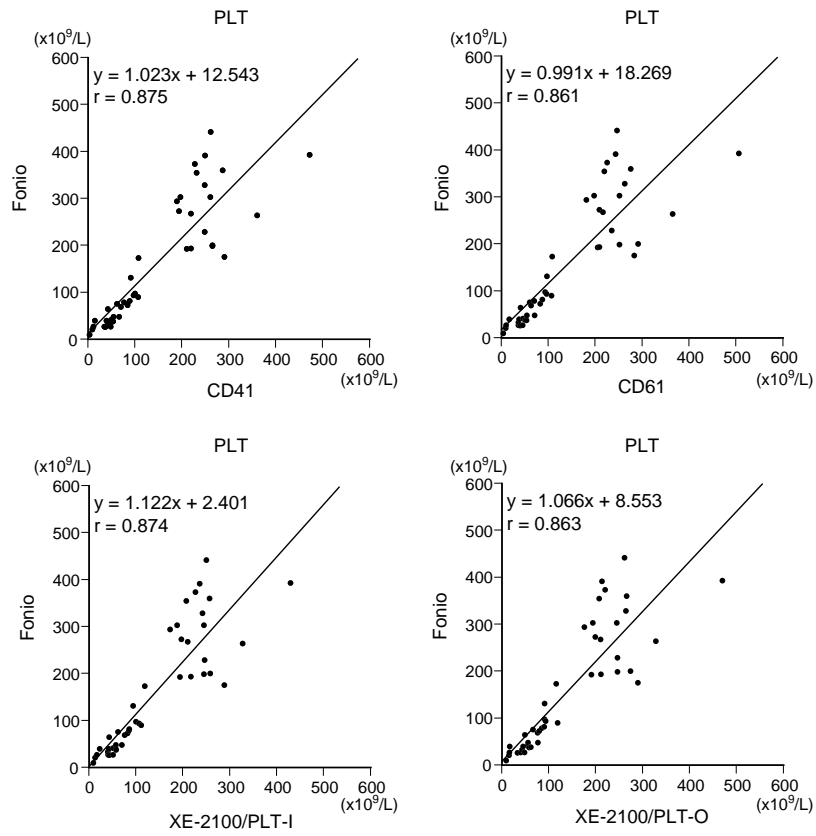 PLT
(x10⁹/L)
y = 1.023x + 12.543
r = 0.875
Fonio
600
500
400
300
200
100
0
0 100 200 300 400 500 600
(x10⁹/L)
CD41
PLT
(x10⁹/L)
y = 0.991x + 18.269
r = 0.861
Fonio
600
500
400
300
200
100
0
0 100 200 300 400 500 600
(x10⁹/L)
CD61
PLT
(x10⁹/L)
y = 1.122x + 2.401
r = 0.874
Fonio
600
500
400
300
200
100
0
0 100 200 300 400 500 600
(x10⁹/L)
XE-2100/PLT-I
PLT
(x10⁹/L)
y = 1.066x + 8.553
r = 0.863
Fonio
600
500
400
300
200
100
0
0 100 200 300 400 500 600
(x10⁹/L)
XE-2100/PLT-O